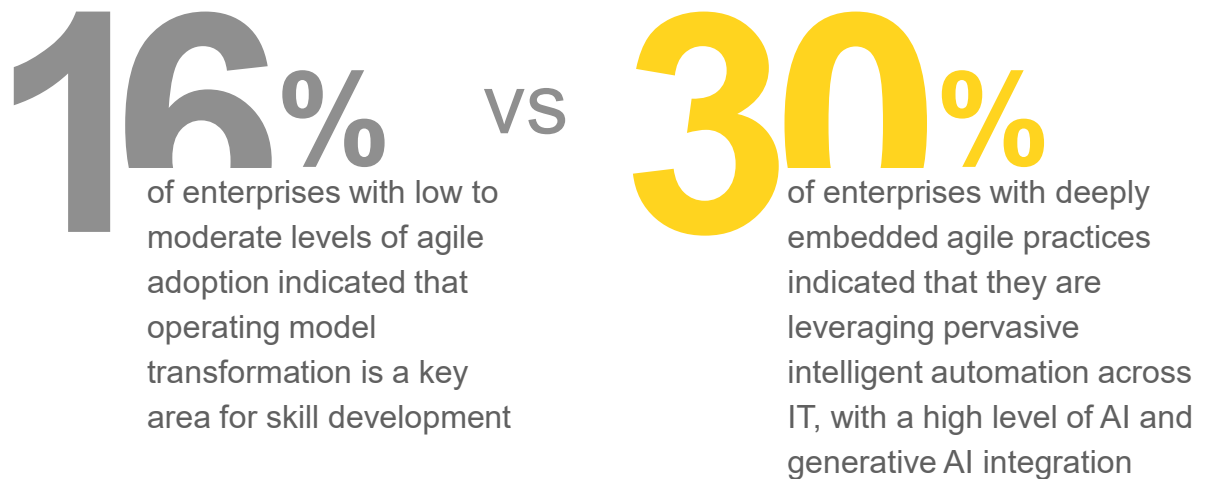 16%
of enterprises with low to
moderate levels of agile
adoption indicated that
operating model
transformation is a key
area for skill development
vs
30%
of enterprises with deeply
embedded agile practices
indicated that they are
leveraging pervasive
intelligent automation across
IT, with a high level of AI and
generative AI integration